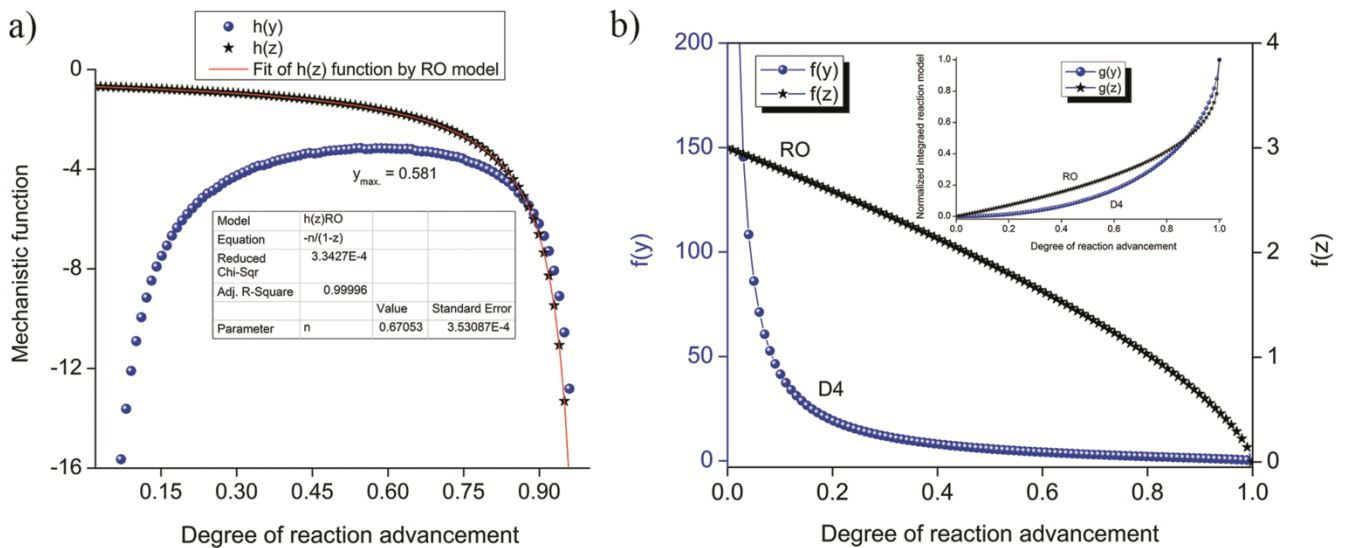 a)
h(y)
h(z)
Fit of h(z) function by RO model
0
-4
-8
-12
-16
Mechanistic function
y max. = 0.581
Model h(z)RO
Equation -n/(1-z)
Reduced Chi-Sqr 3.3427E-4
Adj. R-Square 0.99996
Value Standard Error
Parameter n 0.67053 3.53087E-4
0.15 0.30 0.45 0.60 0.75 0.90
Degree of reaction advancement
b)
200
150
100
50
0
f(y)
f(y)
f(z)
RO
D4
4
3
2
1
0
f(z)
0.0 0.2 0.4 0.6 0.8 1.0
Degree of reaction advancement
Normalized integraed reaction model
1.0
0.8
0.6
0.4
0.2
0.0
g(y)
g(z)
RO
D4
0.0 0.2 0.4 0.6 0.8 1.0
Degree of reaction advancement